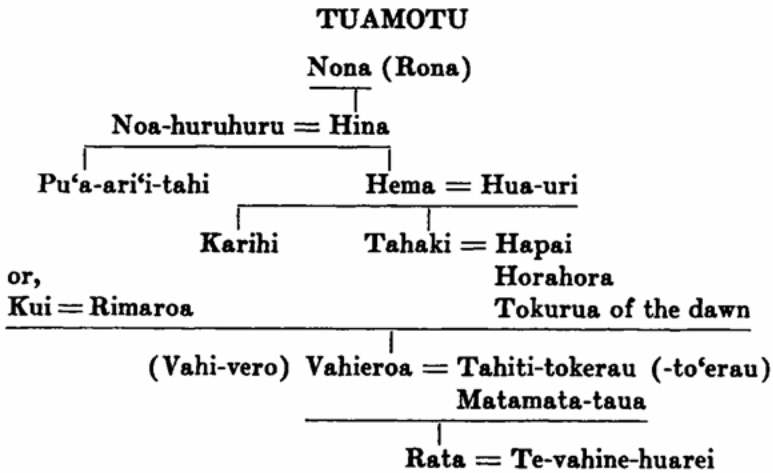 TUAMOTU
Nona (Rona)
Noa-huruhuru = Hina
Pu‘a-ari‘i-tahi Hema = Hua-uri
Karihi Tahaki = Hapai
or, Horahora
Kui = Rimaroa Tokurua of the dawn
(Vahi-vero) Vahieroa = Tahiti-tokerau (-to‘erau)
Matamata-taua
Rata = Te-vahine-huarei